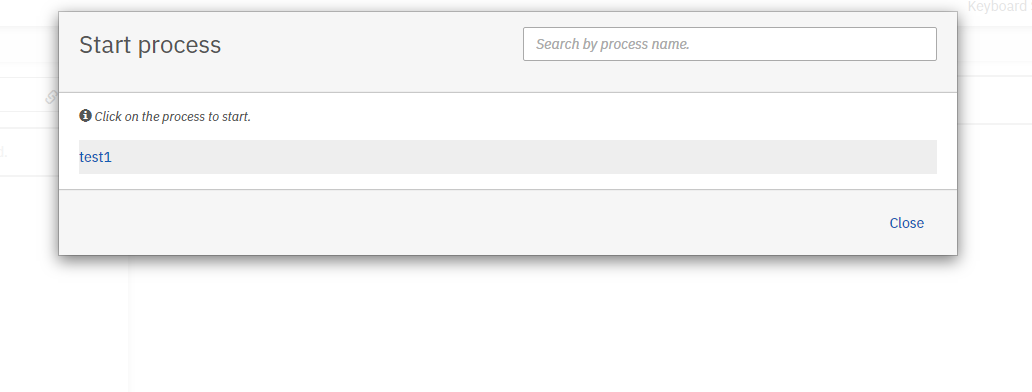 Keyboard
Start process
Search by process name.
Click on the process to start.
test1
Close